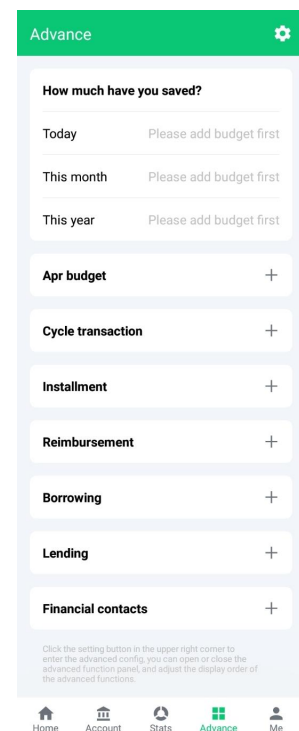 Advance
How much have you saved?
Today Please add budget first
This month Please add budget first
This year Please add budget first
Apr budget
Cycle transaction
Installment
Reimbursement
Borrowing
Lending
Financial contacts
Click the setting button in the upper right corner to
enter the advanced config, you can open or close the
advanced function panel, and adjust the display order of
the advanced functions.
Home Account Stats Advance Me